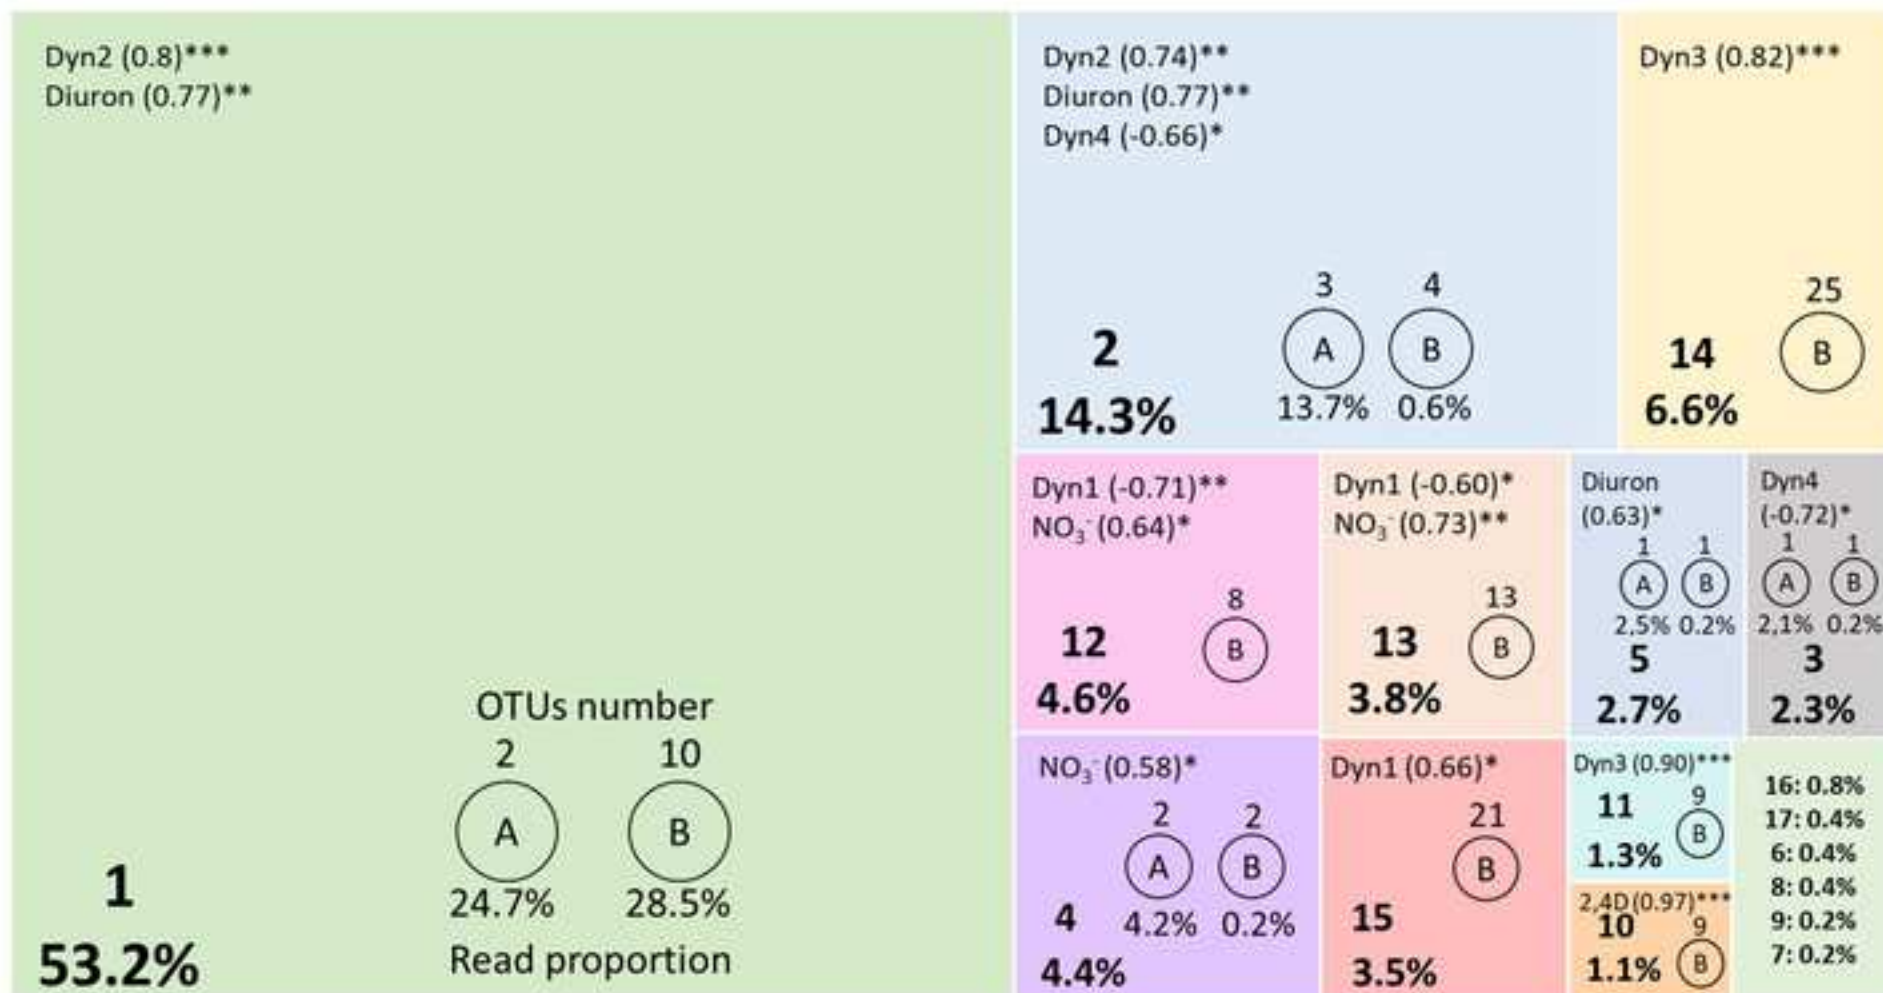 Dyn2 (0.8)***
Diuron (0.77)**
OTUs number
2 10
A B
24.7% 28.5%
Read proportion
1
53.2%
Dyn2 (0.74)**
Diuron (0.77)**
Dyn4 (-0.66)*
3 4
A B
13.7% 0.6%
2
14.3%
Dyn3 (0.82)***
25
B
14
6.6%
Dyn1 (-0.71)**
NO₃⁻ (0.64)*
8
B
12
4.6%
Dyn1 (-0.60)*
NO₃⁻ (0.73)**
13
B
13
3.8%
Diuron
(0.63)*
1 1
A B
2,5% 0.2%
5
2.7%
Dyn4
(-0.72)*
1 1
A B
2,1% 0.2%
3
2.3%
NO₃⁻ (0.58)*
2 2
A B
4.2% 0.2%
4
4.4%
Dyn1 (0.66)*
21
B
15
3.5%
Dyn3 (0.90)***
11 9
B
1.3%
2,4D (0.97)***
10 9
B
1.1%
16: 0.8%
17: 0.4%
6: 0.4%
8: 0.4%
9: 0.2%
7: 0.2%